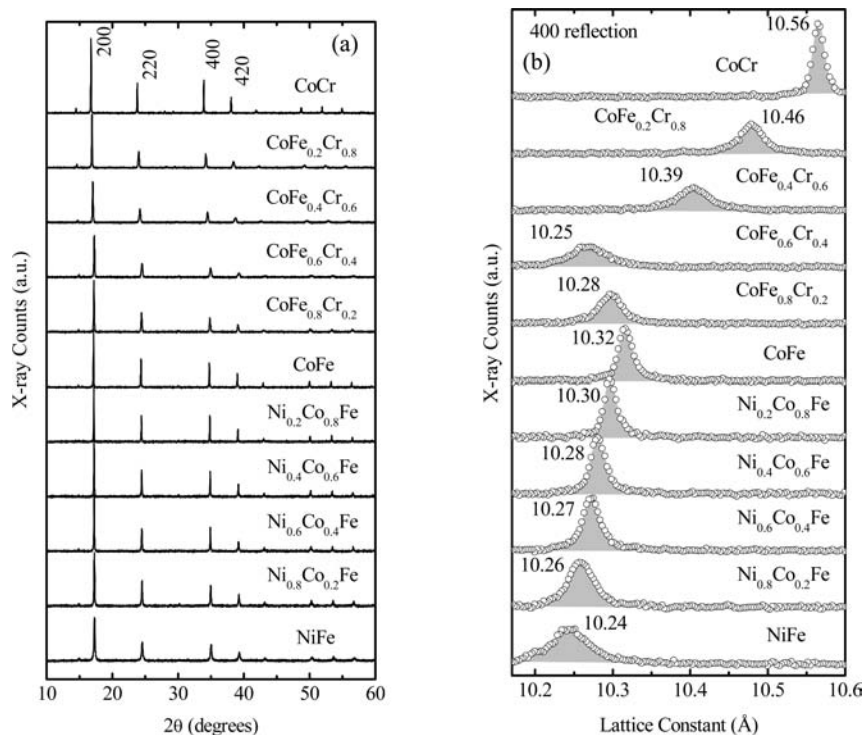 (a)
200
220
400
420
CoCr
CoFe0.2Cr0.8
CoFe0.4Cr0.6
CoFe0.6Cr0.4
CoFe0.8Cr0.2
CoFe
Ni0.2Co0.8Fe
Ni0.4Co0.6Fe
Ni0.6Co0.4Fe
Ni0.8Co0.2Fe
NiFe
X-ray Counts (a.u.)
10 20 30 40 50 60
2θ (degrees)
400 reflection
(b)
10.56
CoCr
CoFe0.2Cr0.8
10.46
10.39
CoFe0.4Cr0.6
10.25
CoFe0.6Cr0.4
10.28
CoFe0.8Cr0.2
10.32
CoFe
10.30
Ni0.2Co0.8Fe
10.28
Ni0.4Co0.6Fe
10.27
Ni0.6Co0.4Fe
10.26
Ni0.8Co0.2Fe
10.24
NiFe
X-ray Counts (a.u.)
10.2 10.3 10.4 10.5 10.6
Lattice Constant (Å)